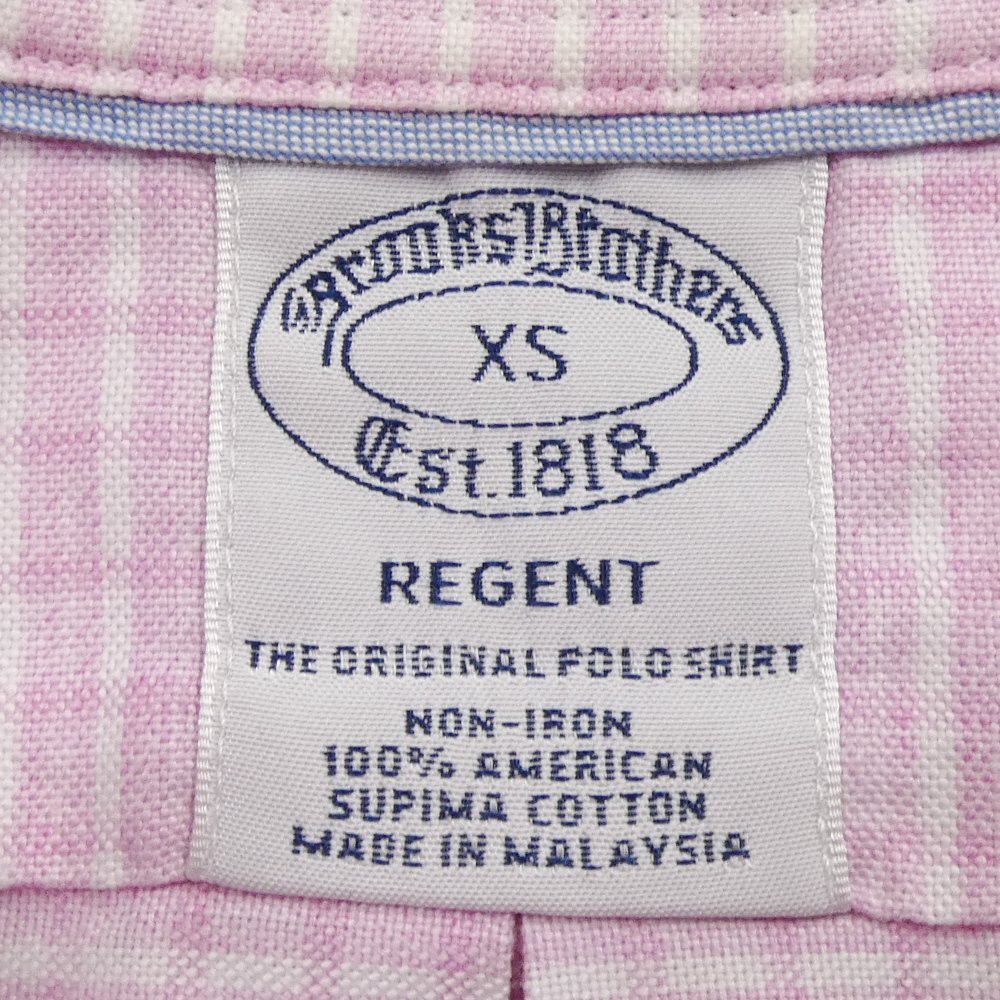 Brooks Brothers
XS
Est. 1818
REGENT
THE ORIGINAL POLO SHIRT
NON-IRON
100% AMERICAN
SUPIMA COTTON
MADE IN MALAYSIA